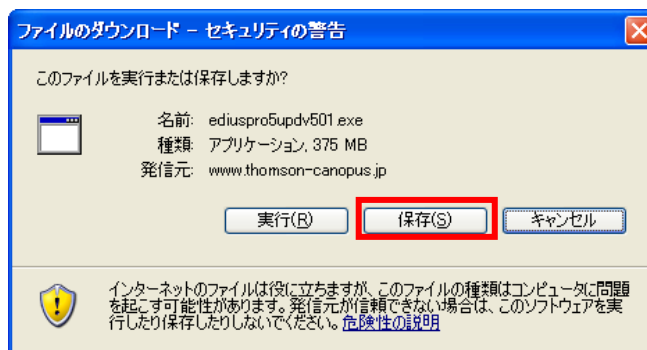 ファイルのダウンロード - セキュリティの警告
このファイルを実行または保存しますか?
名前: ediuspro5updv501.exe
種類: アプリケーション, 375 MB
発信元: www.thomson-canopus.jp
実行(R) 保存(S) キャンセル
インターネットのファイルは役に立ちますが、このファイルの種類はコンピュータに問題
を起こす可能性があります。発信元が信頼できない場合は、このソフトウェアを実
行したり保存したりしないでください。危険性の説明